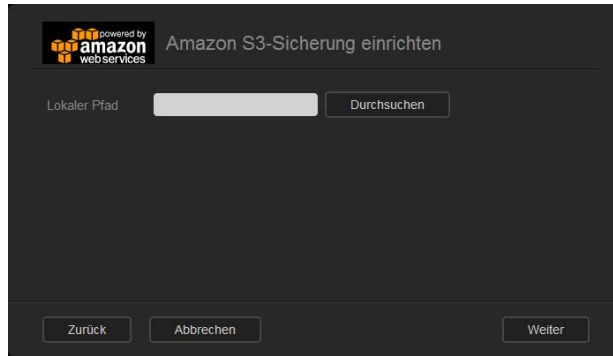 powered by
amazon
webservices
Amazon S3-Sicherung einrichten
Lokaler Pfad
Durchsuchen
Zurück
Abbrechen
Weiter